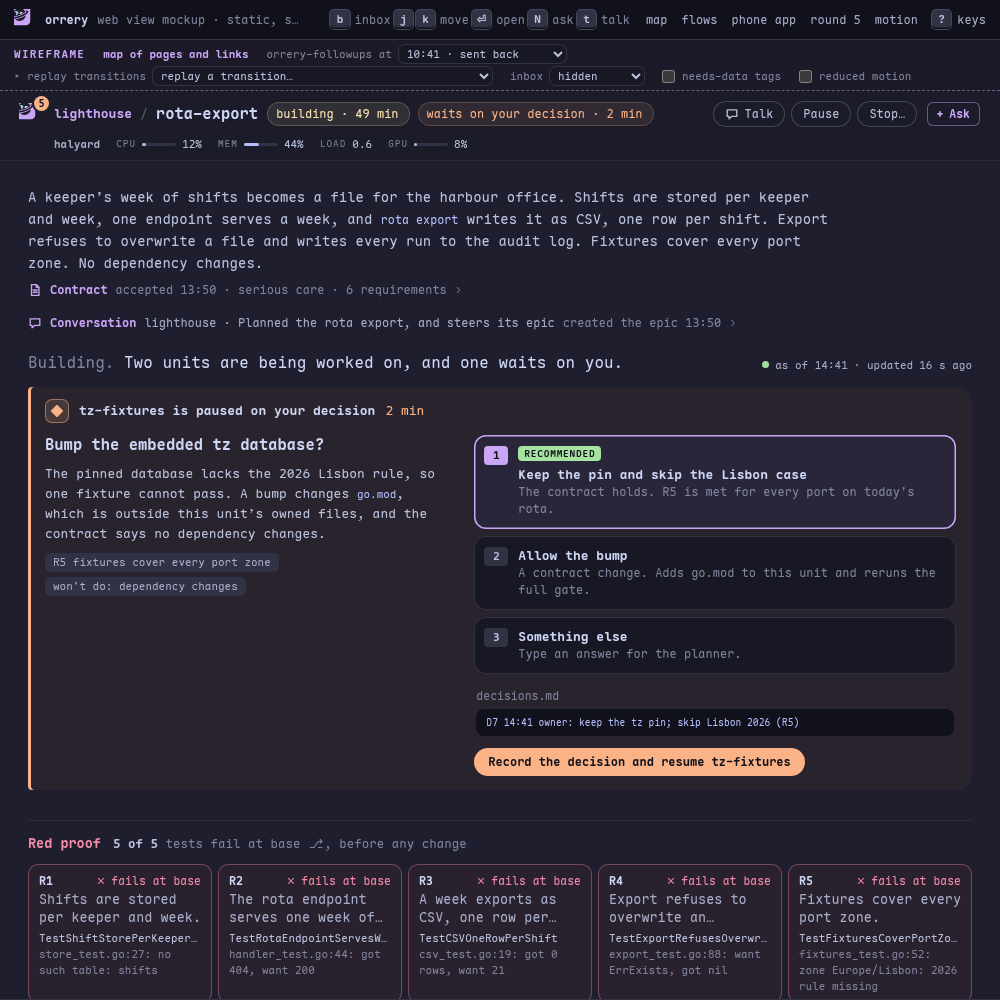 orrery web view mockup · static, s… b inbox j k move ⏎ open N ask t talk map flows phone app round 5 motion ? keys
WIREFRAME map of pages and links orrery-followups at 10:41 · sent back
▸ replay transitions replay a transition… inbox hidden needs-data tags reduced motion
5 lighthouse / rota-export building · 49 min waits on your decision · 2 min Talk Pause Stop… + Ask
halyard CPU 12% MEM 44% LOAD 0.6 GPU 8%
A keeper’s week of shifts becomes a file for the harbour office. Shifts are stored per keeper
and week, one endpoint serves a week, and rota export writes it as CSV, one row per shift. Export
refuses to overwrite a file and writes every run to the audit log. Fixtures cover every port
zone. No dependency changes.
Contract accepted 13:50 · serious care · 6 requirements ›
Conversation lighthouse · Planned the rota export, and steers its epic created the epic 13:50 ›
Building. Two units are being worked on, and one waits on you.
as of 14:41 · updated 16 s ago
tz-fixtures is paused on your decision 2 min
Bump the embedded tz database?
The pinned database lacks the 2026 Lisbon rule, so
one fixture cannot pass. A bump changes go.mod,
which is outside this unit’s owned files, and the
contract says no dependency changes.
R5 fixtures cover every port zone
won’t do: dependency changes
1 RECOMMENDED
Keep the pin and skip the Lisbon case
The contract holds. R5 is met for every port on today’s
rota.
2 Allow the bump
A contract change. Adds go.mod to this unit and reruns the
full gate.
3 Something else
Type an answer for the planner.
decisions.md
D7 14:41 owner: keep the tz pin; skip Lisbon 2026 (R5)
Record the decision and resume tz-fixtures
Red proof 5 of 5 tests fail at base ⎇, before any change
R1 × fails at base
Shifts are stored
per keeper and week.
TestShiftStorePerKeeper…
store_test.go:27: no
such table: shifts
R2 × fails at base
The rota endpoint
serves one week of…
TestRotaEndpointServesW…
handler_test.go:44: got
404, want 200
R3 × fails at base
A week exports as
CSV, one row per…
TestCSVOneRowPerShift
csv_test.go:19: got 0
rows, want 21
R4 × fails at base
Export refuses to
overwrite an…
TestExportRefusesOverwr…
export_test.go:88: want
ErrExists, got nil
R5 × fails at base
Fixtures cover every
port zone.
TestFixturesCoverPortZo…
fixtures_test.go:52:
zone Europe/Lisbon: 2026
rule missing